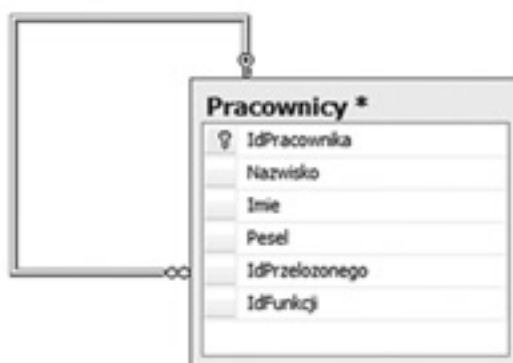 Pracownicy *
IdPracownika
Nazwisko
Imie
Pesel
IdPrzelozonego
IdFunkcji